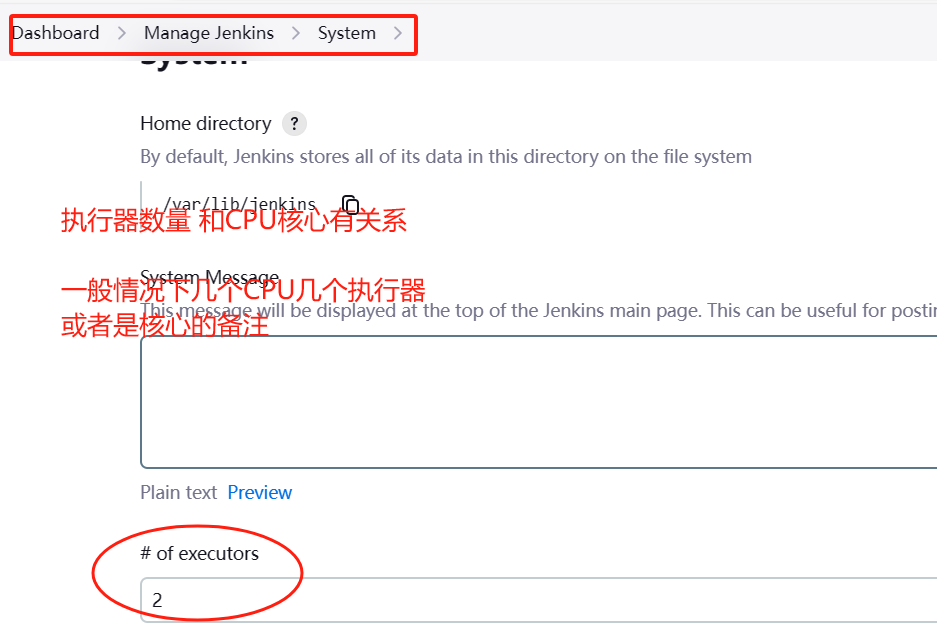 Dashboard > Manage Jenkins > System >
System
Home directory ?
By default, Jenkins stores all of its data in this directory on the file system
/var/lib/jenkins
执行器数量 和CPU核心有关系
System Message
一般情况下几个CPU几个执行器
This message will be displayed at the top of the Jenkins main page. This can be useful for postin
或者是核心的备注
Plain text Preview
# of executors
2